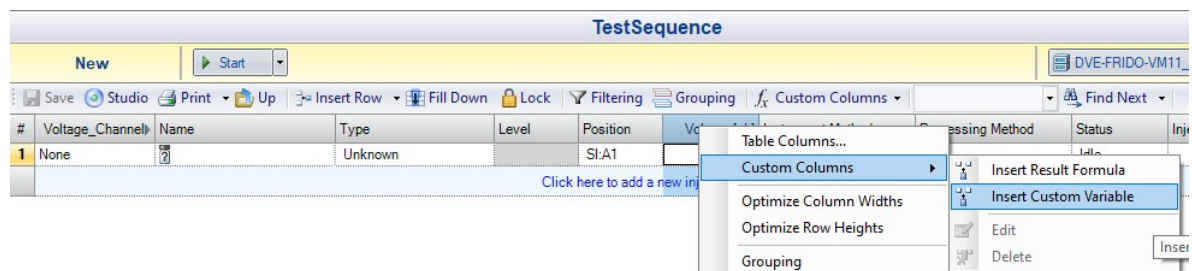 TestSequence
New Start DVE-FRIDO-VM11_
Save Studio Print Up Insert Row Fill Down Lock Filtering Grouping fx Custom Columns Find Next
# Voltage_Channel Name Type Level Position Processing Method Status Inj
Table Columns...
1 None Unknown SI:A1 Idle
Custom Columns Insert Result Formula
Click here to add a new inj
Optimize Column Widths Insert Custom Variable
Optimize Row Heights Edit
Grouping Delete Inser